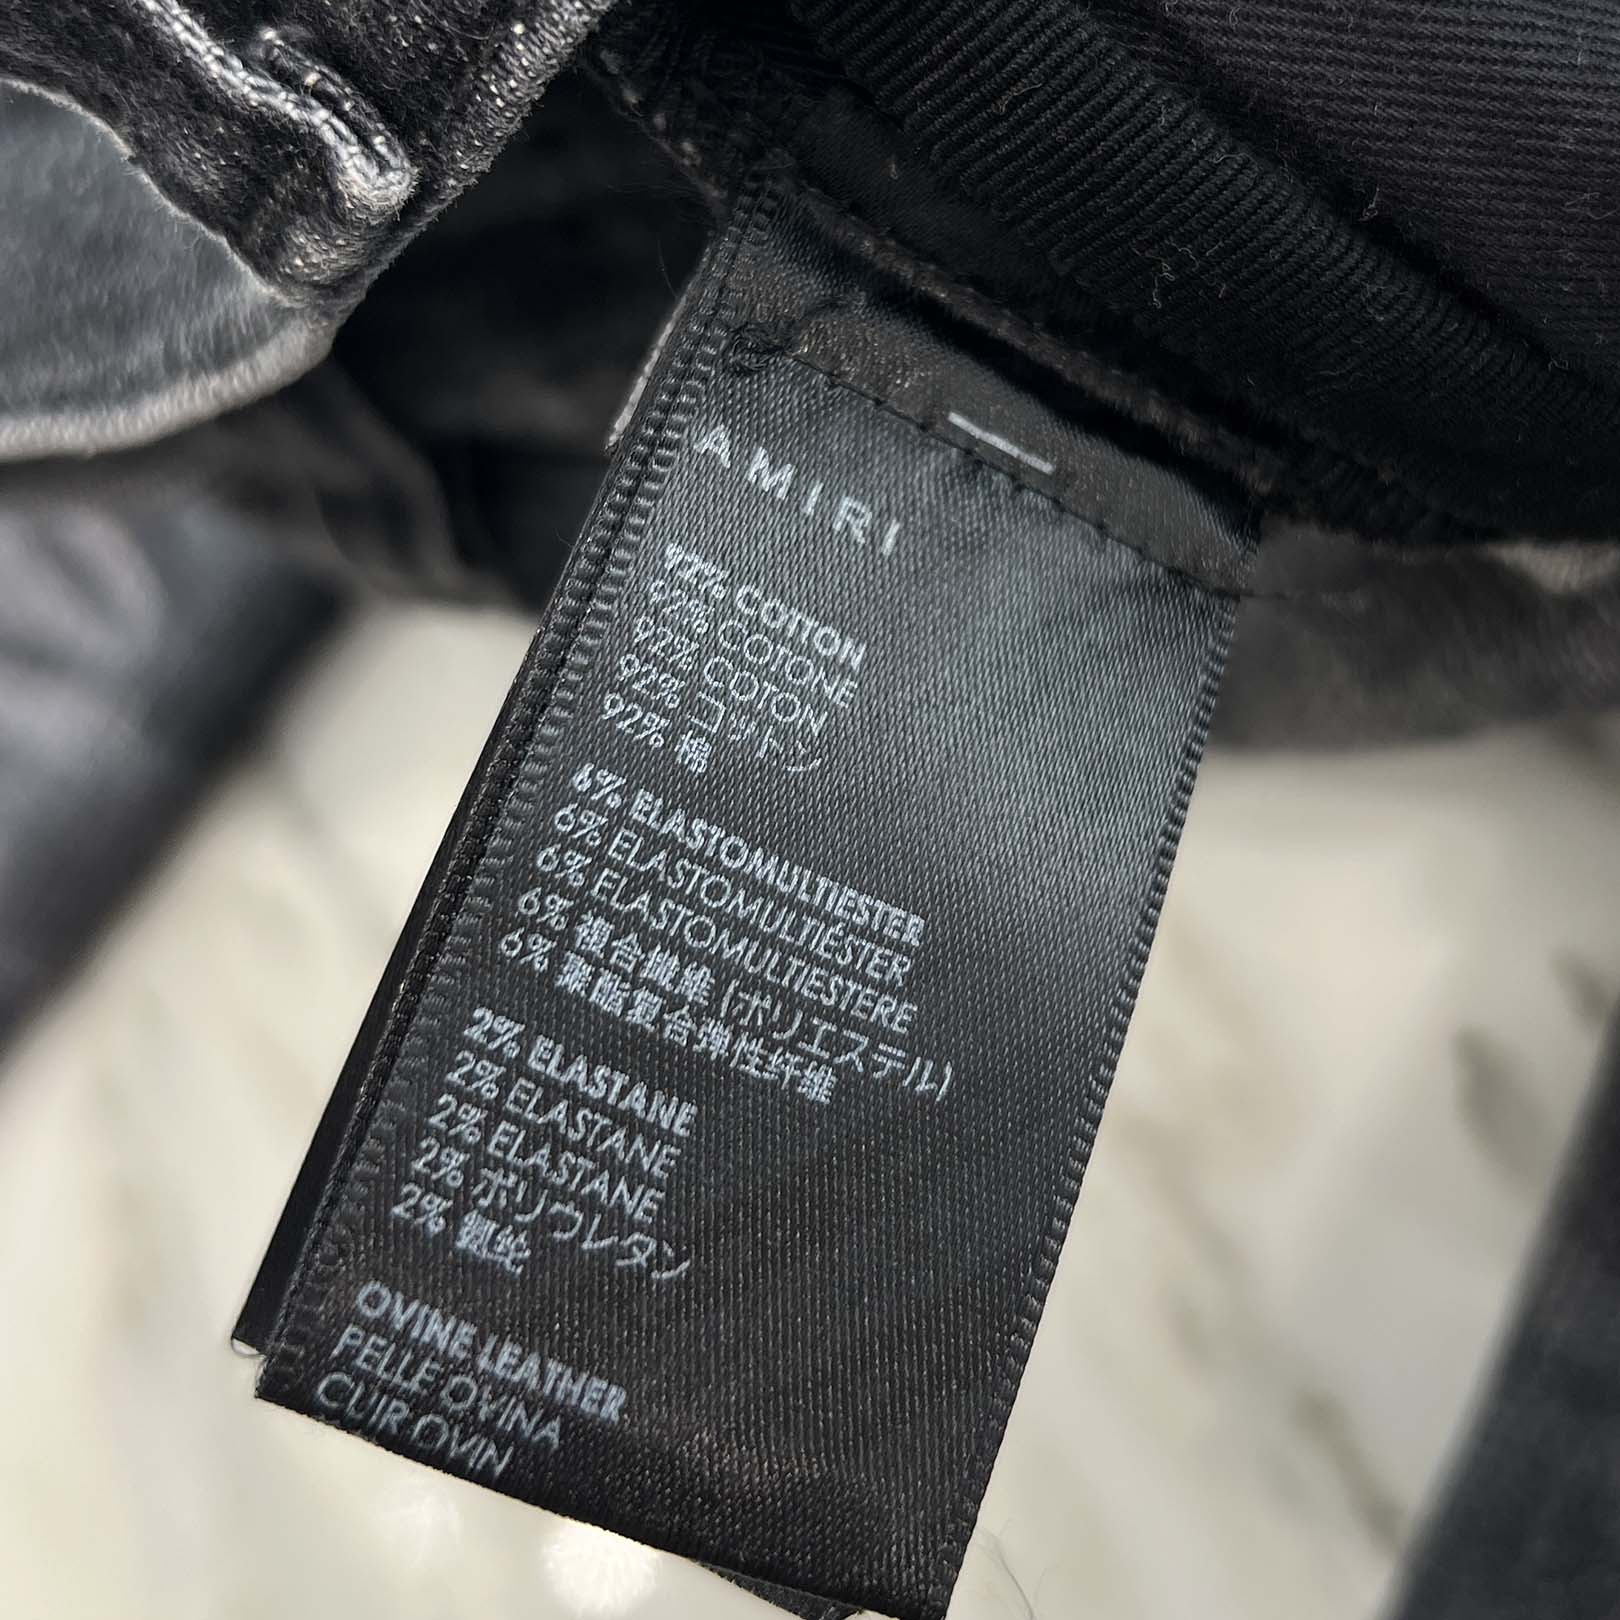 AMIRI
92% COTTON
92% COTONE
92% COTON
92% コットン
92% 棉
6% ELASTOMULTIESTER
6% ELASTOMULTIÉSTER
6% ELASTOMULTIESTERE
6% 複合繊維 (ポリエステル)
6% 聚酯复合弹性纤维
2% ELASTANE
2% ELASTANE
2% ELASTANE
2% ポリウレタン
2% 氨纶
OVINE LEATHER
PELLE OVINA
CUIR OVIN